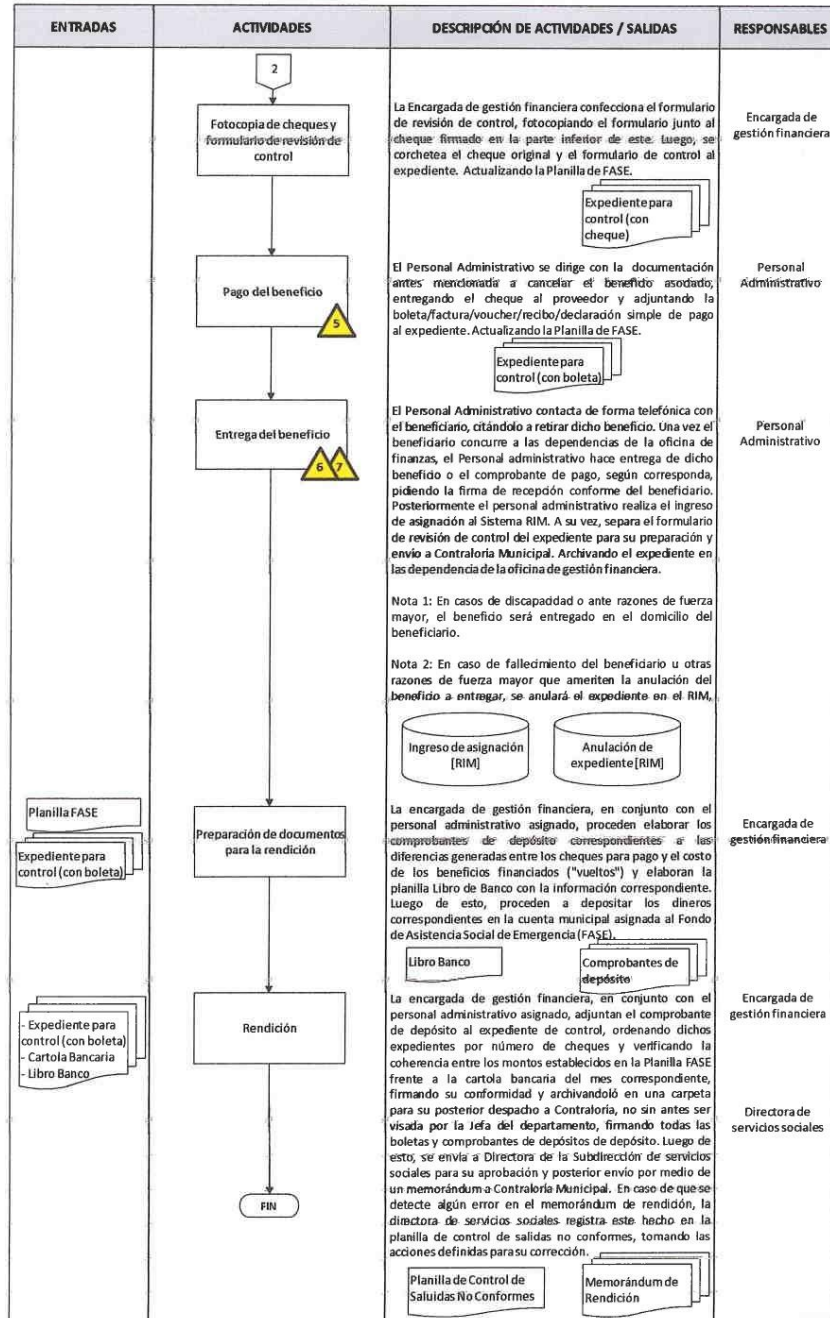 ENTRADAS
ACTIVIDADES
DESCRIPCIÓN DE ACTIVIDADES / SALIDAS
RESPONSABLES
2
Fotocopia de cheques y
formulario de revisión de
control
La Encargada de gestión financiera confecciona el formulario
de revisión de control, fotocopiando el formulario junto al
cheque firmado en la parte inferior de este. Luego, se
corchetea el cheque original y el formulario de control al
expediente. Actualizando la Planilla de FASE.
Encargada de
gestión financiera
Expediente para
control (con
cheque)
Pago del beneficio
5
El Personal Administrativo se dirige con la documentación
antes mencionada a cancelar el beneficio asociado,
entregando el cheque al proveedor y adjuntando la
boleta/factura/voucher/recibo/declaración simple de pago
al expediente. Actualizando la Planilla de FASE.
Personal
Administrativo
Expediente para
control (con boleta)
Entrega del beneficio
6 7
El Personal Administrativo contacta de forma telefónica con
el beneficiario, citándolo a retirar dicho beneficio. Una vez el
beneficiario concurre a las dependencias de la oficina de
finanzas, el Personal administrativo hace entrega de dicho
beneficio o el comprobante de pago, según corresponda,
pidiendo la firma de recepción conforme del beneficiario.
Posteriormente el personal administrativo realiza el ingreso
de asignación al Sistema RIM. A su vez, separa el formulario
de revisión de control del expediente para su preparación y
envio a Contraloria Municipal. Archivando el expediente en
las dependencia de la oficina de gestión financiera.
Personal
Administrativo
Nota 1: En casos de discapacidad o ante razones de fuerza
mayor, el beneficio será entregado en el domicilio del
beneficiario.
Nota 2: En caso de fallecimiento del beneficiario u otras
razones de fuerza mayor que ameriten la anulación del
beneficio a entregar, se anulará el expediente en el RIM,
Ingreso de asignación
[RIM]
Anulación de
expediente [RIM]
Planilla FASE
Expediente para
control (con boleta)
Preparación de documentos
para la rendición
La encargada de gestión financiera, en conjunto con el
personal administrativo asignado, proceden elaborar los
comprobantes de depósito correspondientes a las
diferencias generadas entre los cheques para pago y el costo
de los beneficios financiados ("vueltos") y elaboran la
planilla Libro de Banco con la información correspondiente.
Luego de esto, proceden a depositar los dineros
correspondientes en la cuenta municipal asignada al Fondo
de Asistencia Social de Emergencia (FASE).
Encargada de
gestión financiera
Libro Banco
Comprobantes de
depósito
- Expediente para
control (con boleta)
- Cartola Bancaria
- Libro Banco
Rendición
La encargada de gestión financiera, en conjunto con el
personal administrativo asignado, adjuntan el comprobante
de depósito al expediente de control, ordenando dichos
expedientes por número de cheques y verificando la
coherencia entre los montos establecidos en la Planilla FASE
frente a la cartola bancaria del mes correspondiente,
firmando su conformidad y archivandoló en una carpeta
para su posterior despacho a Contraloría, no sin antes ser
visada por la Jefa del departamento, firmando todas las
boletas y comprobantes de depósitos de depósito. Luego de
esto, se envía a Directora de la Subdirección de servicios
sociales para su aprobación y posterior envío por medio de
un memorándum a Contraloría Municipal. En caso de que se
detecte algún error en el memorándum de rendición, la
directora de servicios sociales registra este hecho en la
planilla de control de salidas no conformes, tomando las
acciones definidas para su corrección.
Encargada de
gestión financiera
Directora de
servicios sociales
FIN
Planilla de Control de
Saluidas No Conformes
Memorándum de
Rendición